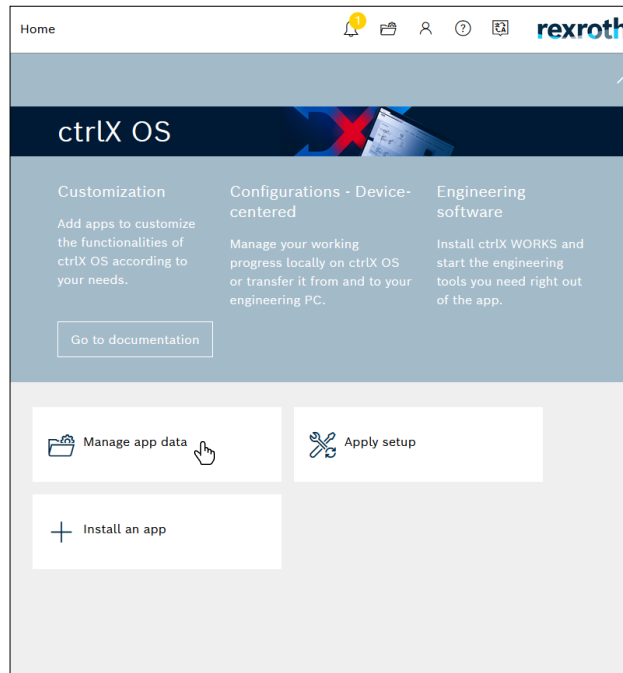 Home
1
rexroth
ctrlX OS
Customization
Add apps to customize
the functionalities of
ctrlX OS according to
your needs.
Go to documentation
Configurations - Device-
centered
Manage your working
progress locally on ctrlX OS
or transfer it from and to your
engineering PC.
Engineering
software
Install ctrlX WORKS and
start the engineering
tools you need right out
of the app.
Manage app data
Apply setup
Install an app